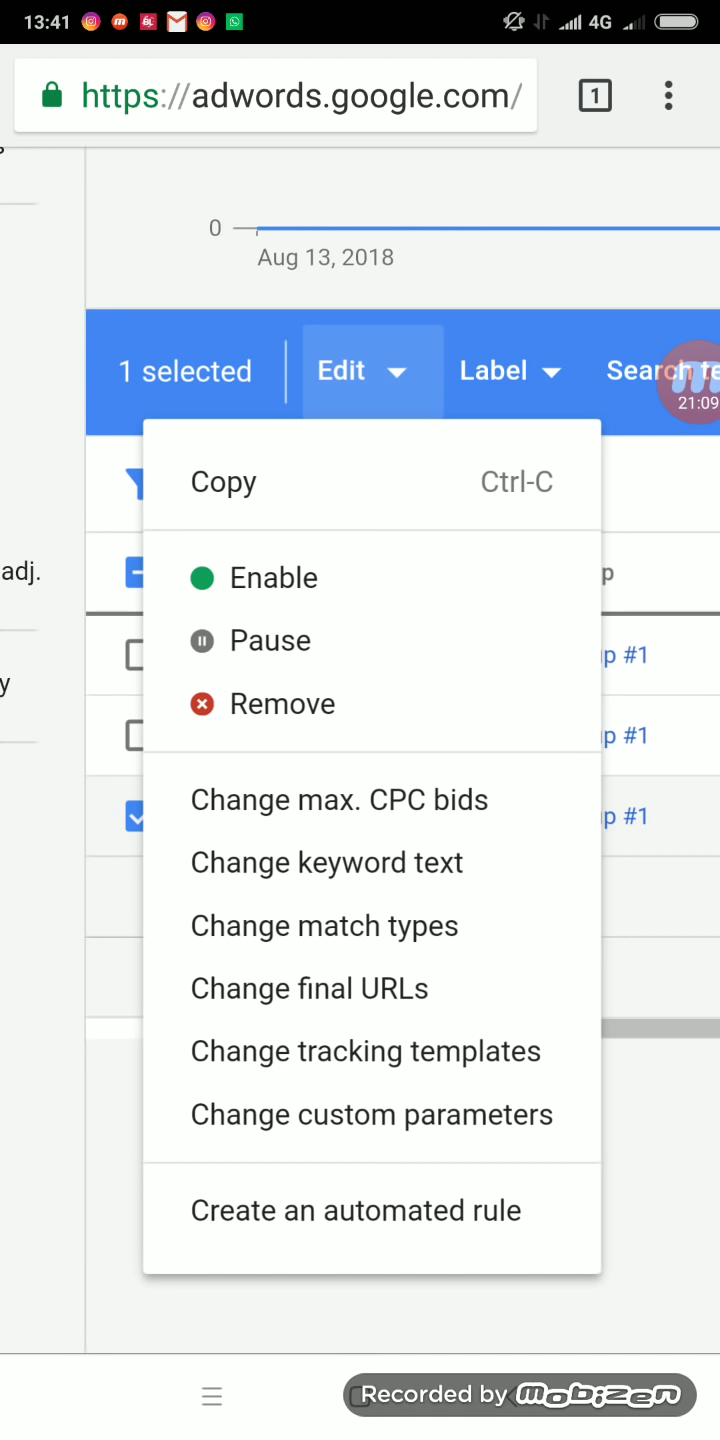 13:41
4G
https://adwords.google.com/
1
0
Aug 13, 2018
1 selected
Edit
Label
Search te
21:09
Copy Ctrl-C
Enable
adj.
p
Pause
p #1
Remove
y
p #1
Change max. CPC bids
p #1
Change keyword text
Change match types
Change final URLs
Change tracking templates
Change custom parameters
Create an automated rule
Recorded by mobizen